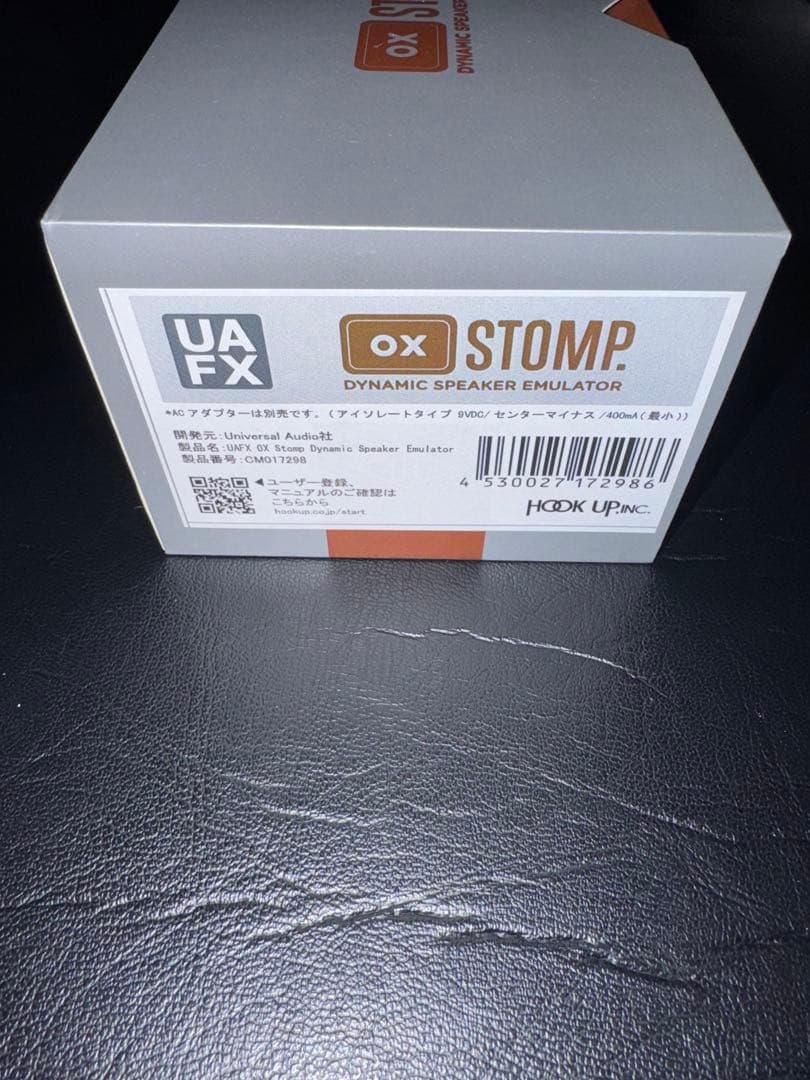 OX ST
DYNAMIC SPEAKER
UA
FX
OX STOMP.
DYNAMIC SPEAKER EMULATOR
*ACアダプターは別売です。(アイソレートタイプ 9VDC/センターマイナス/400mA(最小))
開発元:Universal Audio社
製品名:UAFX OX Stomp Dynamic Speaker Emulator
製品番号:CM017298
4 530027 172986
◀ユーザー登録、
マニュアルのご確認は
こちらから
hookup.co.jp/start
HOOK UP,INC.